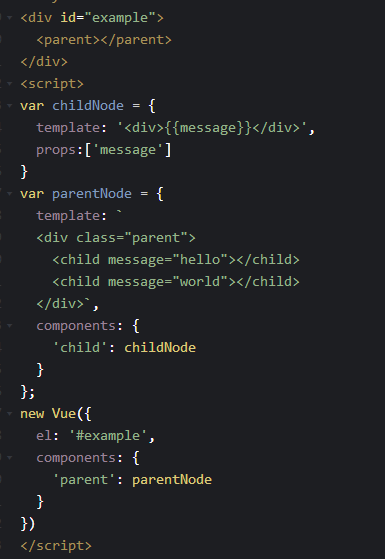 <div id="example">
  <parent></parent>
</div>
<script>
var childNode = {
  template: '<div>{{message}}</div>',
  props:['message']
}
var parentNode = {
  template: `
  <div class="parent">
    <child message="hello"></child>
    <child message="world"></child>
  </div>`,
  components: {
    'child': childNode
  }
};
new Vue({
  el: '#example',
  components: {
    'parent': parentNode
  }
})
</script>